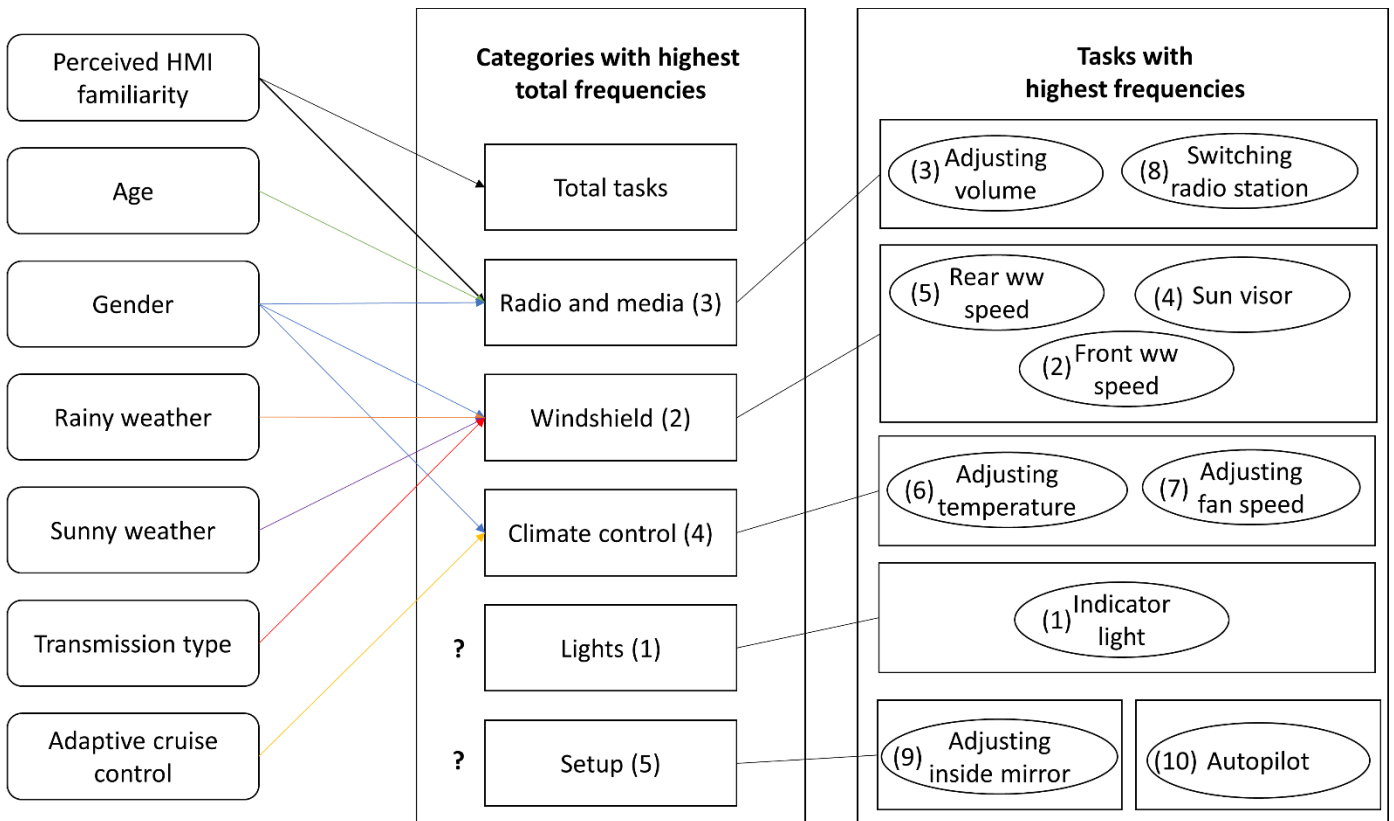 Perceived HMI
familiarity
Age
Gender
Rainy weather
Sunny weather
Transmission type
Adaptive cruise
control
Categories with highest
total frequencies
Total tasks
Radio and media (3)
Windshield (2)
Climate control (4)
? Lights (1)
? Setup (5)
Tasks with
highest frequencies
(3) Adjusting
volume
(8) Switching
radio station
(5) Rear ww
speed
(4) Sun visor
(2) Front ww
speed
(6) Adjusting
temperature
(7) Adjusting
fan speed
(1) Indicator
light
(9) Adjusting
inside mirror
(10) Autopilot